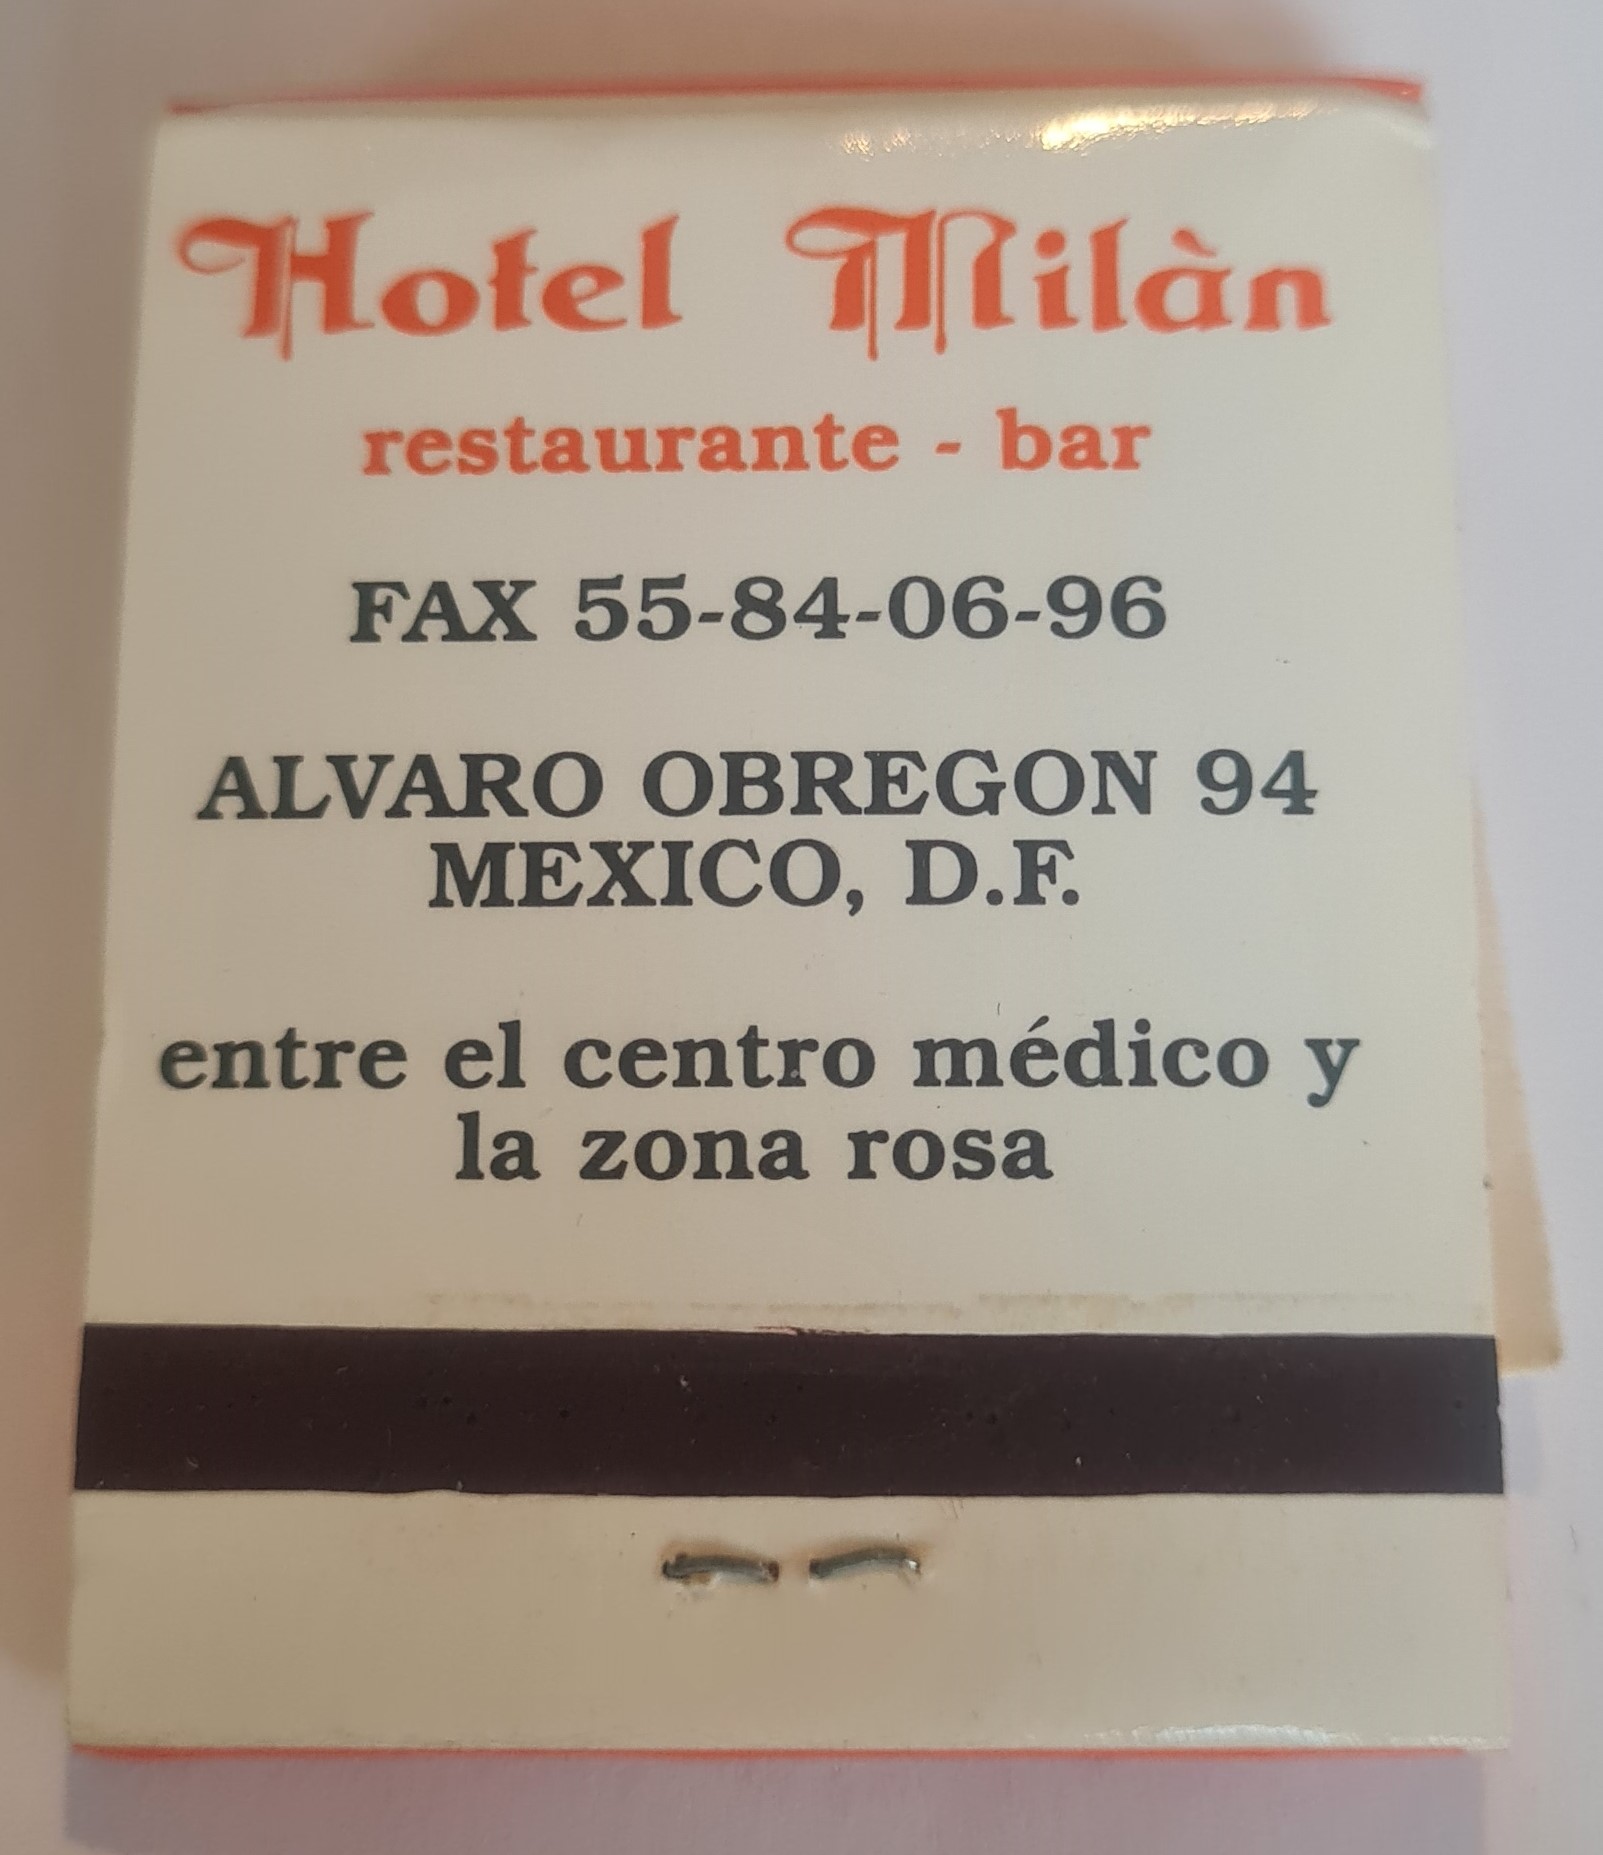 Hotel Milàn
restaurante - bar
FAX 55-84-06-96
ALVARO OBREGON 94
MEXICO, D.F.
entre el centro médico y
la zona rosa